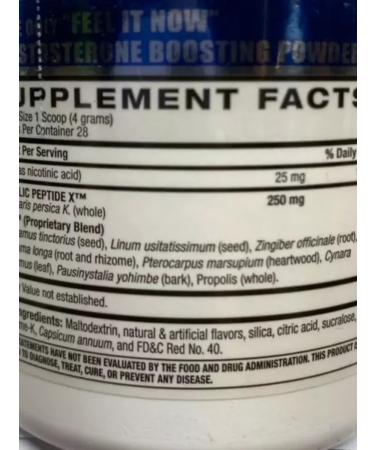 "FEEL IT NOW"
TESTOSTERONE BOOSTING POWDER
UPPLEMENT FACTS
Size 1 Scoop (4 grams)
Per Container 28
Per Serving % Daily
as nicotinic acid) 25 mg
LIC PEPTIDE X™ 250 mg
aris persica K. (whole)
(Proprietary Blend)
amus tinctorius (seed), Linum usitatissimum (seed), Zingiber officinale (root),
ma longa (root and rhizome), Pterocarpus marsupium (heartwood), Cynara
mus (leaf), Pausinystalia yohimbe (bark), Propolis (whole).
Value not established.
ngredients: Maltodextrin, natural & artificial flavors, silica, citric acid, sucralose,
me-K, Capsicum annuum, and FD&C Red No. 40.
TATEMENTS HAVE NOT BEEN EVALUATED BY THE FOOD AND DRUG ADMINISTRATION. THIS PRODUCT
TO DIAGNOSE, TREAT, CURE, OR PREVENT ANY DISEASE.